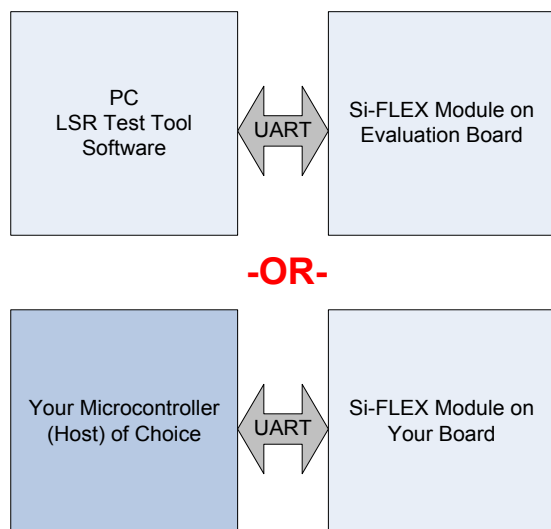 PC
LSR Test Tool
Software
UART
Si-FLEX Module on
Evaluation Board
-OR-
Your Microcontroller
(Host) of Choice
UART
Si-FLEX Module on
Your Board